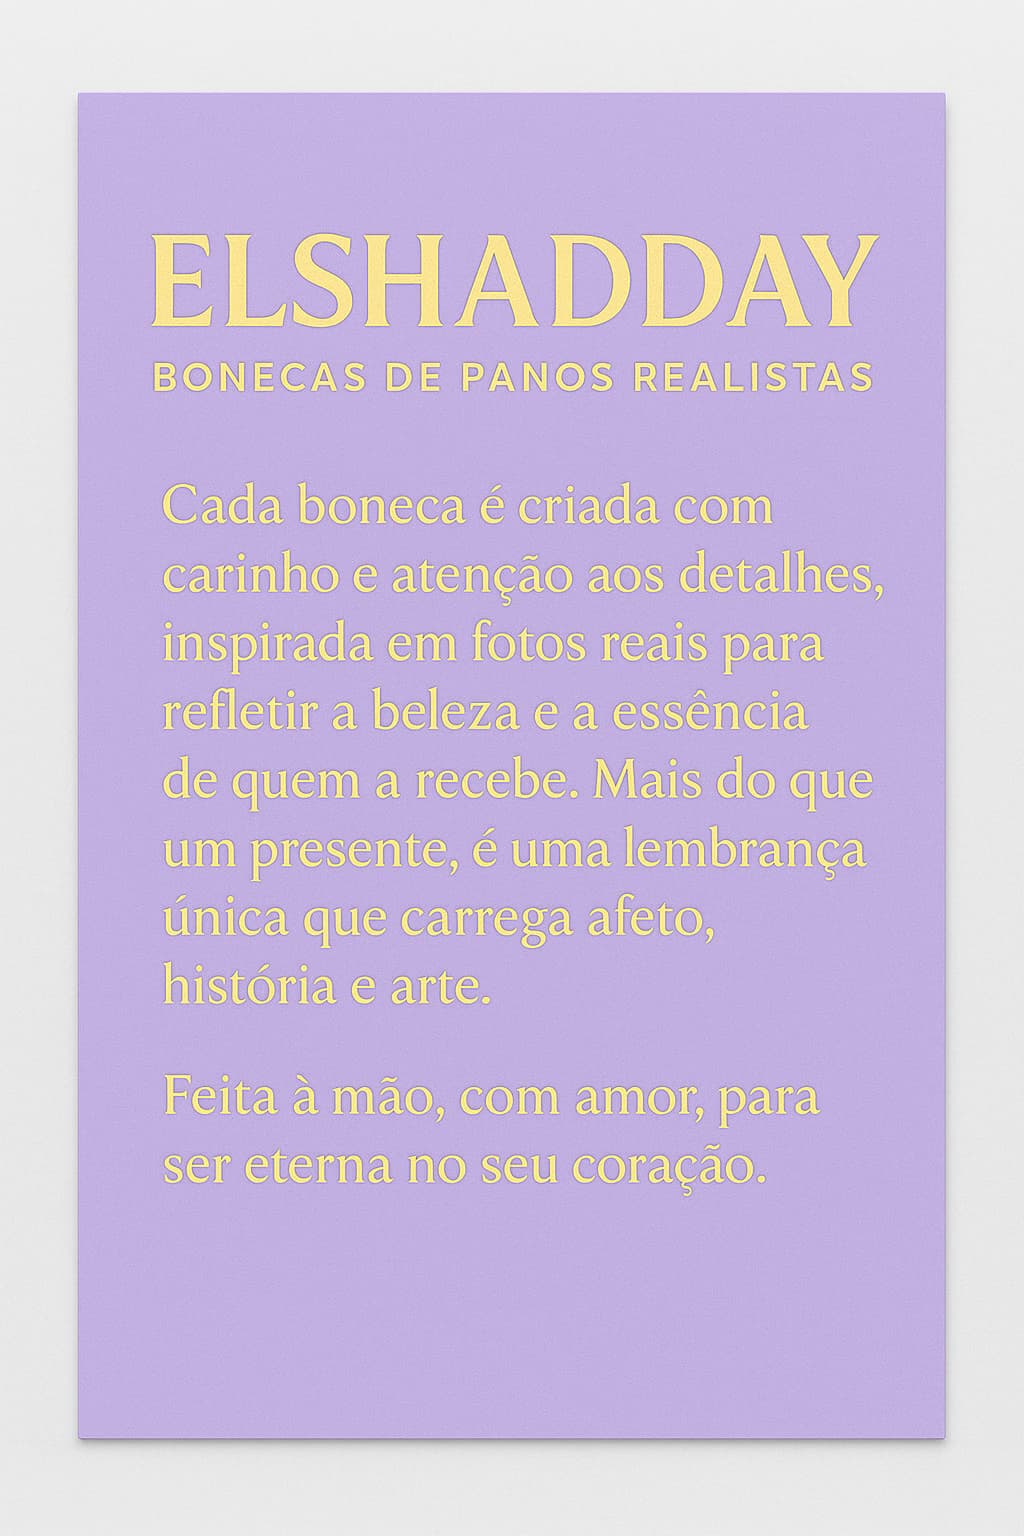 ELSHADDAY
BONECAS DE PANOS REALISTAS
Cada boneca é criada com
carinho e atenção aos detalhes,
inspirada em fotos reais para
refletir a beleza e a essência
de quem a recebe. Mais do que
um presente, é uma lembrança
única que carrega afeto,
história e arte.
Feita à mão, com amor, para
ser eterna no seu coração.